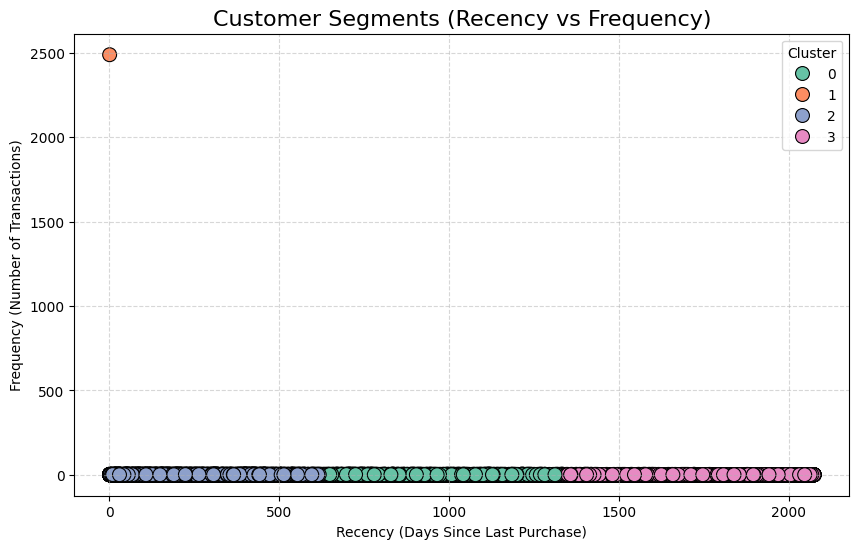 Customer Segments (Recency vs Frequency)
Cluster
0
1
2
3
Frequency (Number of Transactions)
2500
2000
1500
1000
500
0
0 500 1000 1500 2000
Recency (Days Since Last Purchase)